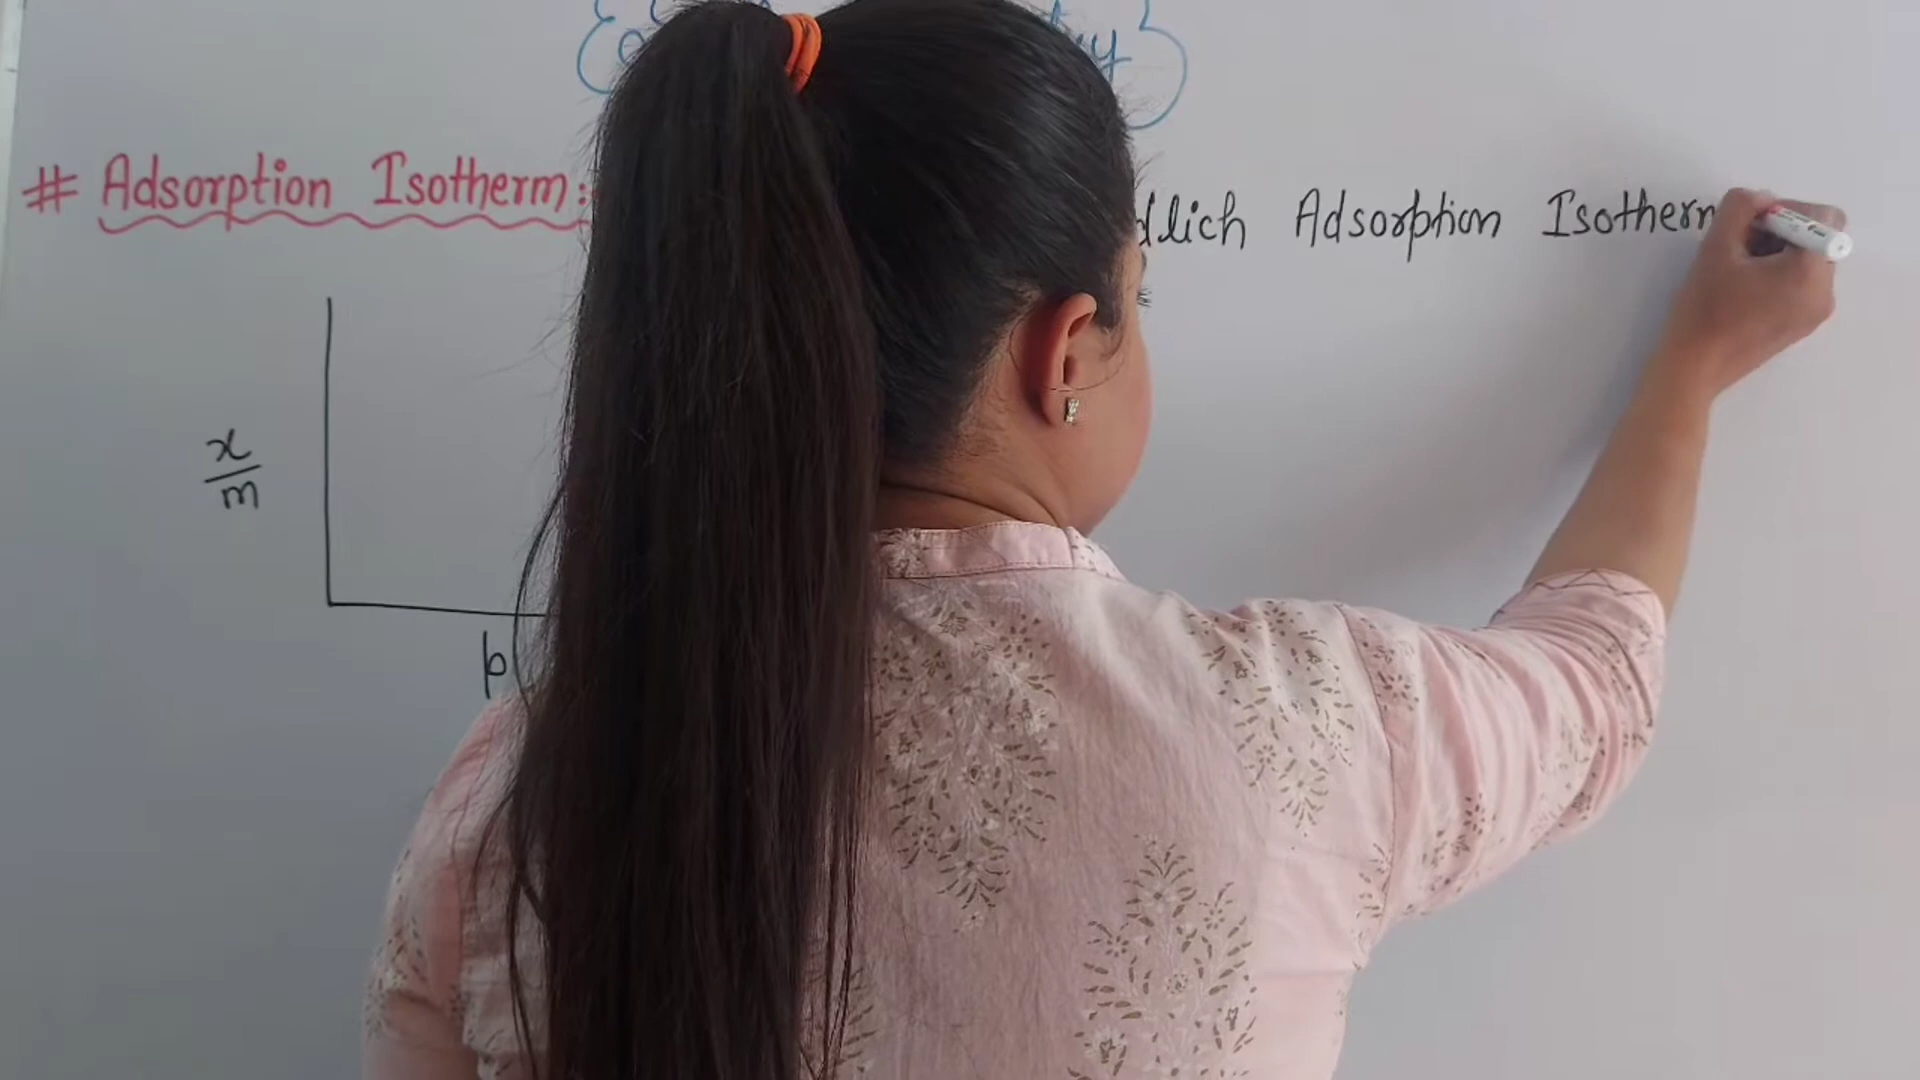 # Adsorption Isotherm:
dlich Adsorption Isotherm
x
m
p